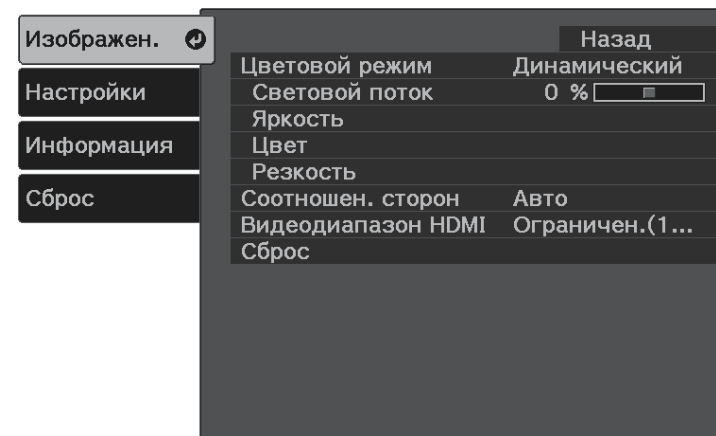 Изображен.
Настройки
Информация
Сброс
Назад
Цветовой режим Динамический
Световой поток 0 %
Яркость
Цвет
Резкость
Соотношен. сторон Авто
Видеодиапазон HDMI Ограничен.(1...
Сброс